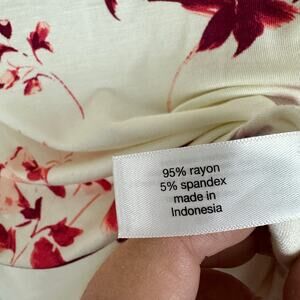 95% rayon
5% spandex
made in
Indonesia